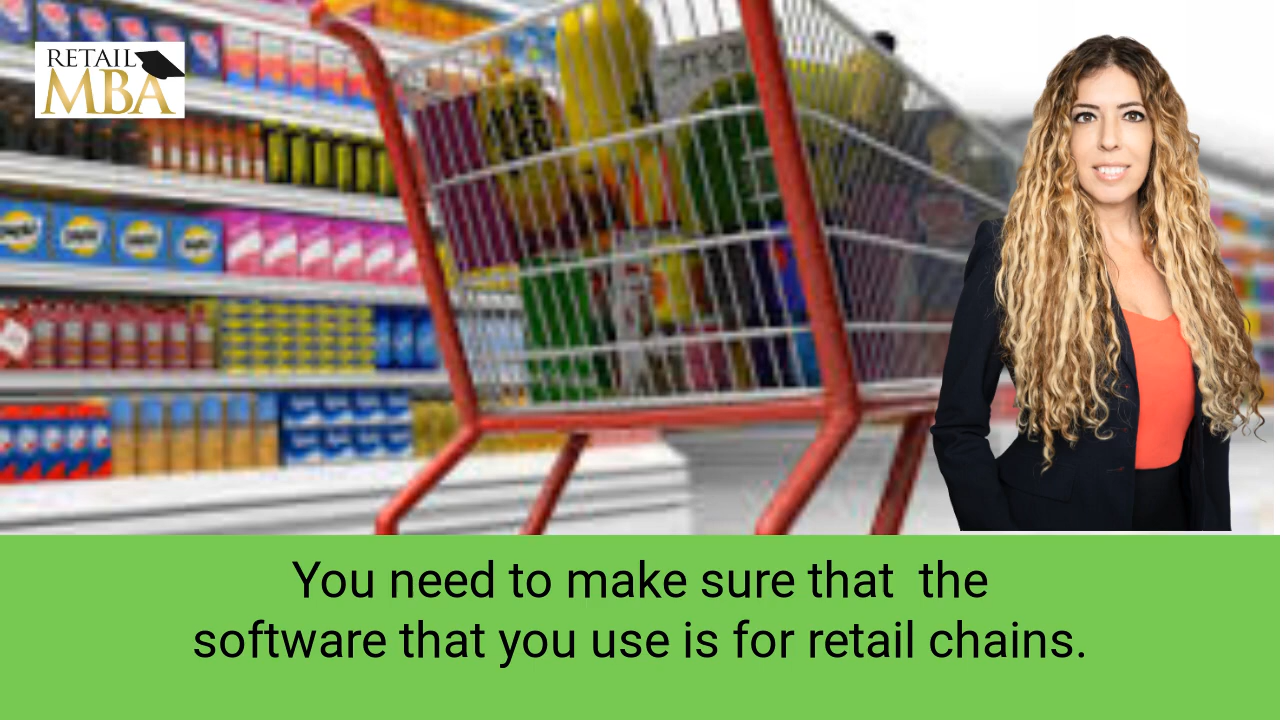 RETAIL
MBA
You need to make sure that  the
software that you use is for retail chains.